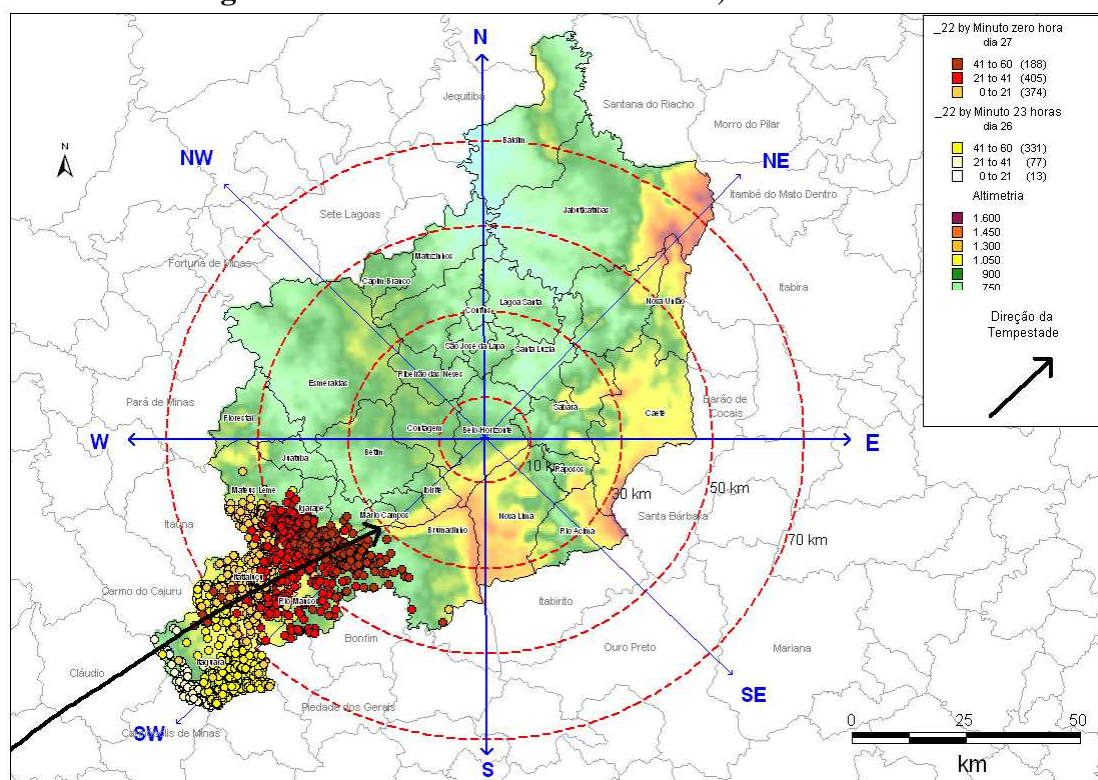 _22 by Minuto zero hora
dia 27
41 to 60 (188)
21 to 41 (405)
0 to 21 (374)
_22 by Minuto 23 horas
dia 26
41 to 60 (331)
21 to 41 (77)
0 to 21 (13)
Altimetria
1.600
1.450
1.300
1.050
900
750
Direção da
Tempestade
N
N
Jequitibá
Santana do Riacho
Morro do Pilar
Baldim
NW
NE
Itambé do Mato Dentro
Jaboticatubas
Sete Lagoas
Matozinhos
Fortuna de Minas
Capim Branco
Itabira
Nova União
Lagoa Santa
Confins
São José da Lapa
Santa Luzia
Ribeirão das Neves
Esmeraldas
Pará de Minas
Barão de
Cocais
Florestal
Sabará
Caeté
Contagem
Belo Horizonte
W
E
Juatuba
Betim
10 km
Raposos
Mateus Leme
Ibirité
30 km
50 km
Igarapé
Mário Campos
Nova Lima
Santa Bárbara
Itaúna
Brumadinho
Rio Acima
70 km
Itatiaiuçu
Carmo do Cajuru
Rio Manso
Itabirito
Bonfim
Ouro Preto
Mariana
Itaguara
Cláudio
SE
Piedade dos Gerais
SW
Carmópolis de Minas
S
0 25 50
km